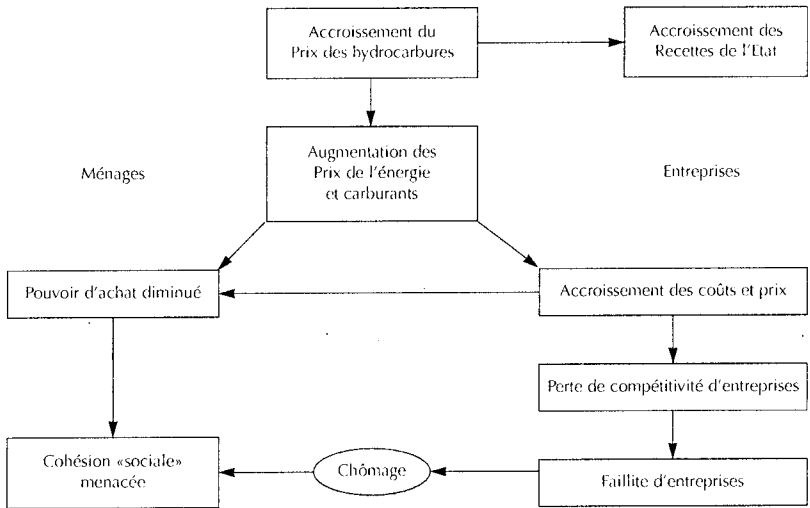 Accroissement du
Prix des hydrocarbures
Accroissement des
Recettes de l'Etat
Augmentation des
Prix de l'énergie
et carburants
Ménages
Entreprises
Pouvoir d'achat diminué
Accroissement des coûts et prix
Perte de compétitivité d'entreprises
Cohésion «sociale»
menacée
Chômage
Faillite d'entreprises